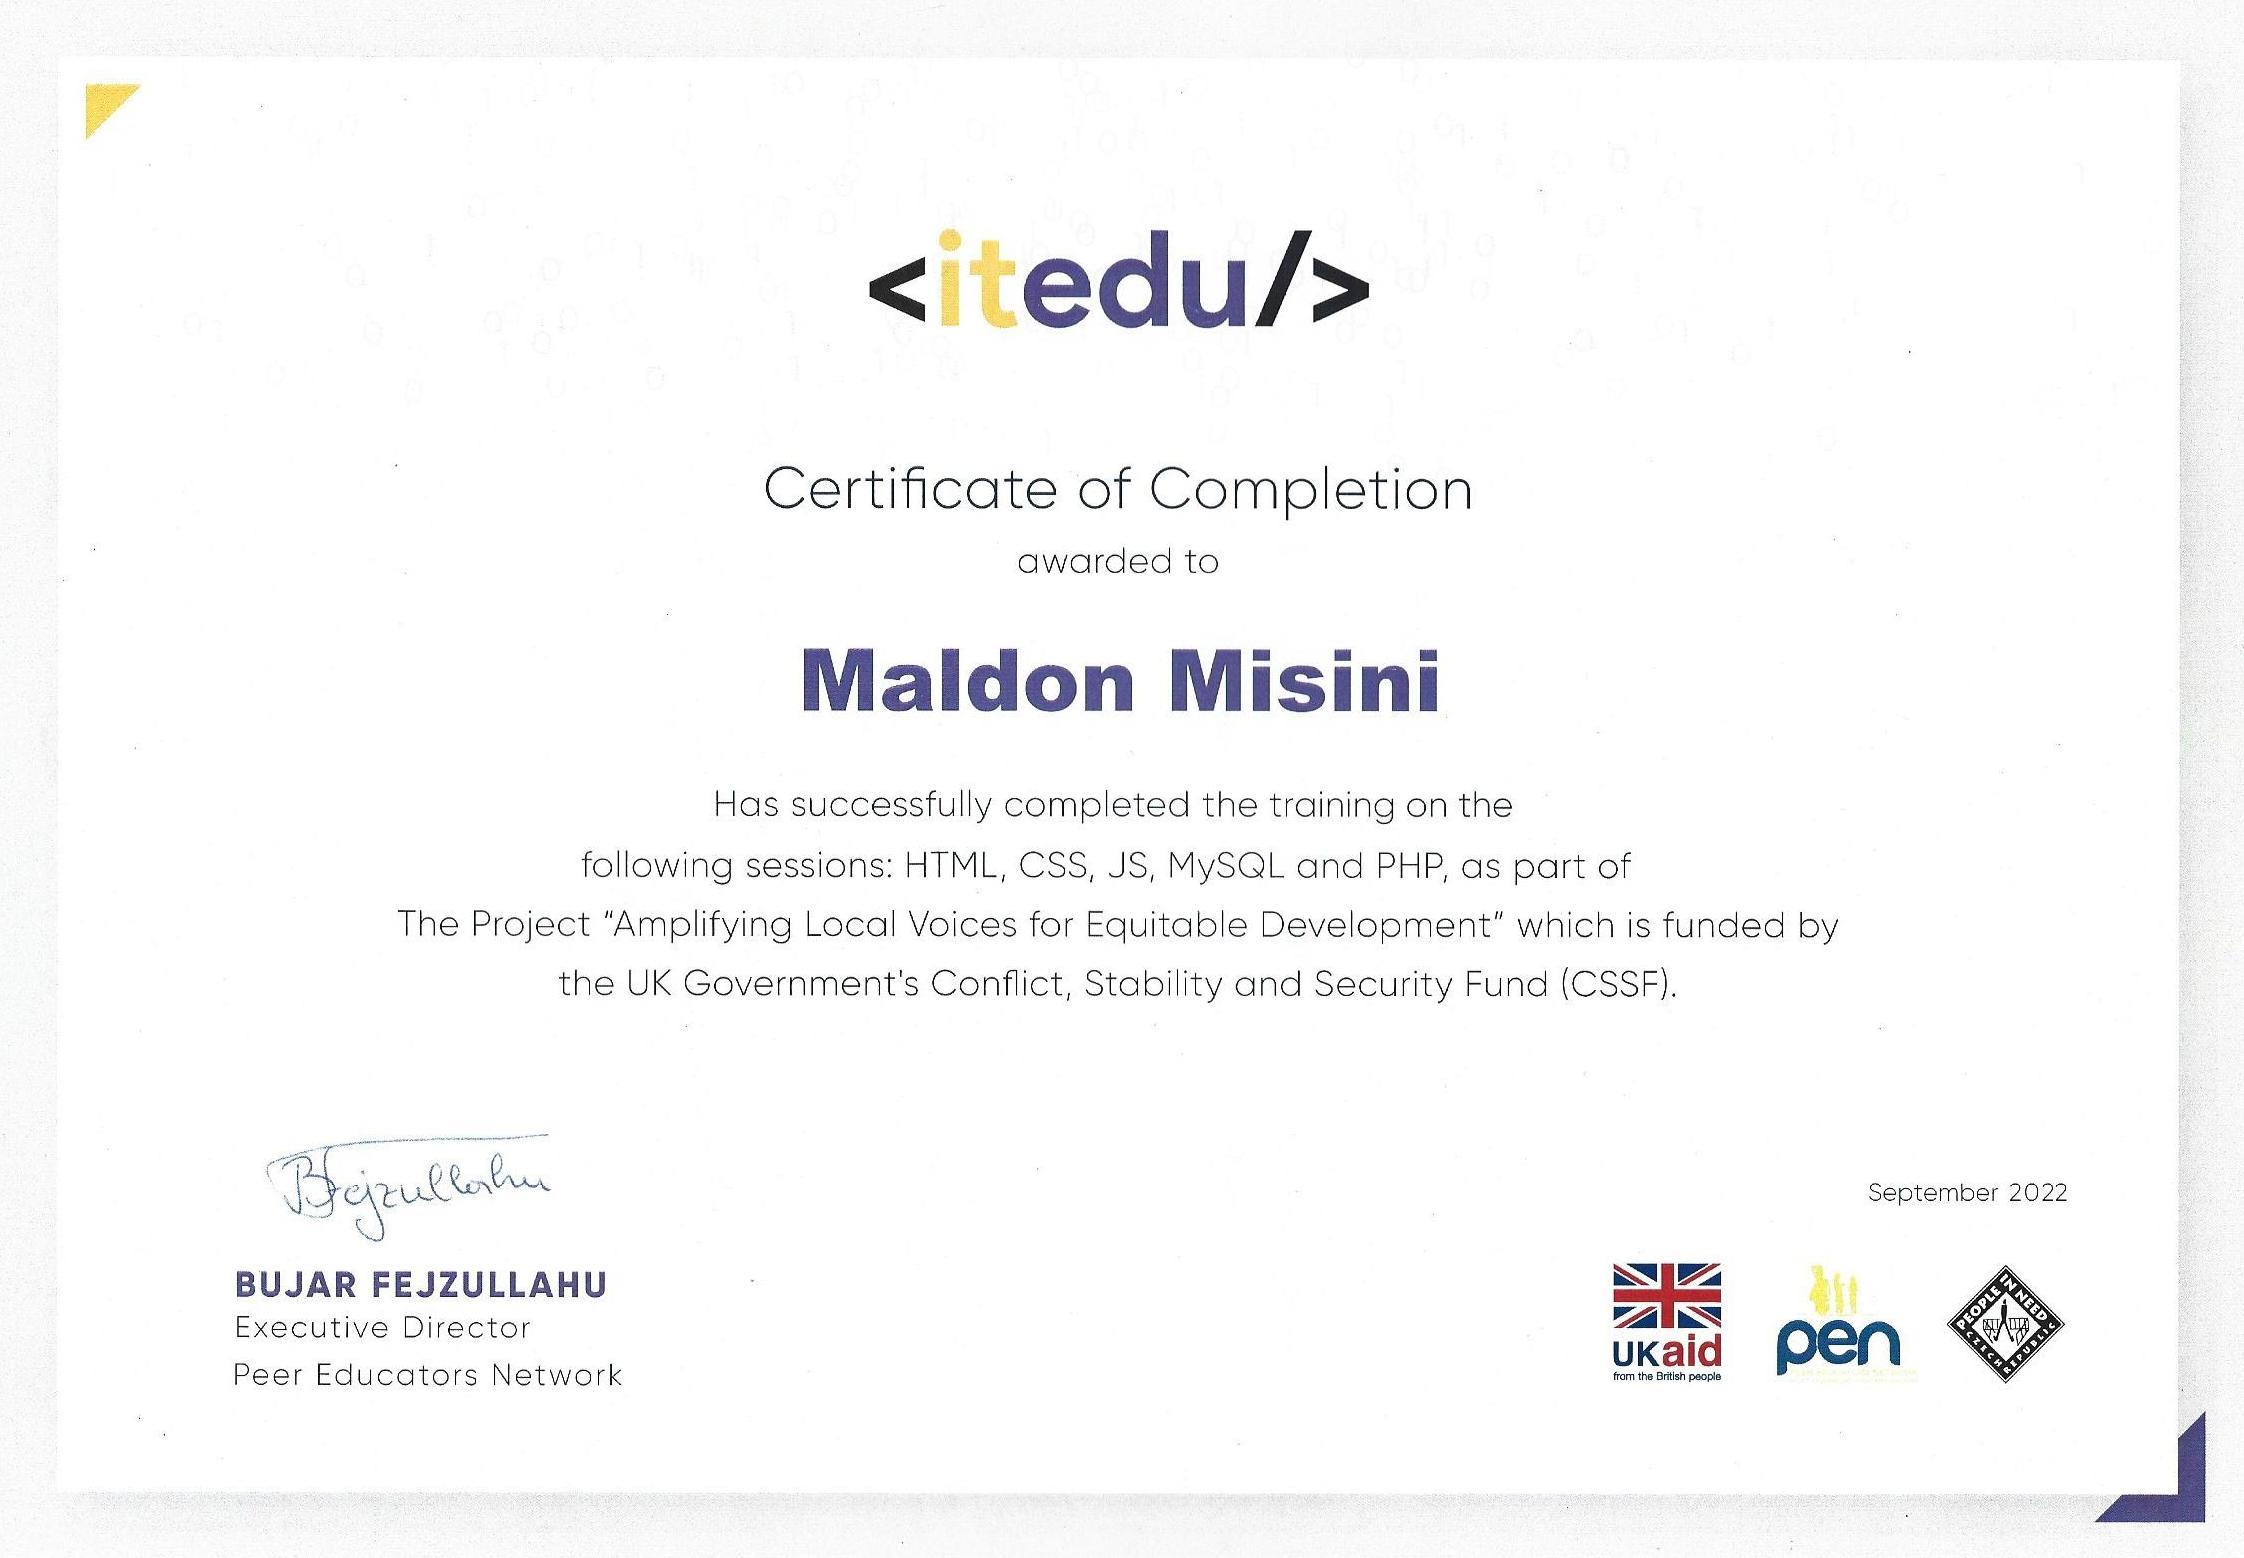 <itedu/>
Certificate of Completion
awarded to
Maldon Misini
Has successfully completed the training on the
following sessions: HTML, CSS, JS, MySQL and PHP, as part of
The Project “Amplifying Local Voices for Equitable Development” which is funded by
the UK Government's Conflict, Stability and Security Fund (CSSF).
BFejzullahu
BUJAR FEJZULLAHU
Executive Director
Peer Educators Network
September 2022
UKaid
from the British people
pen
PEOPLE IN NEED
CZECH REPUBLIC